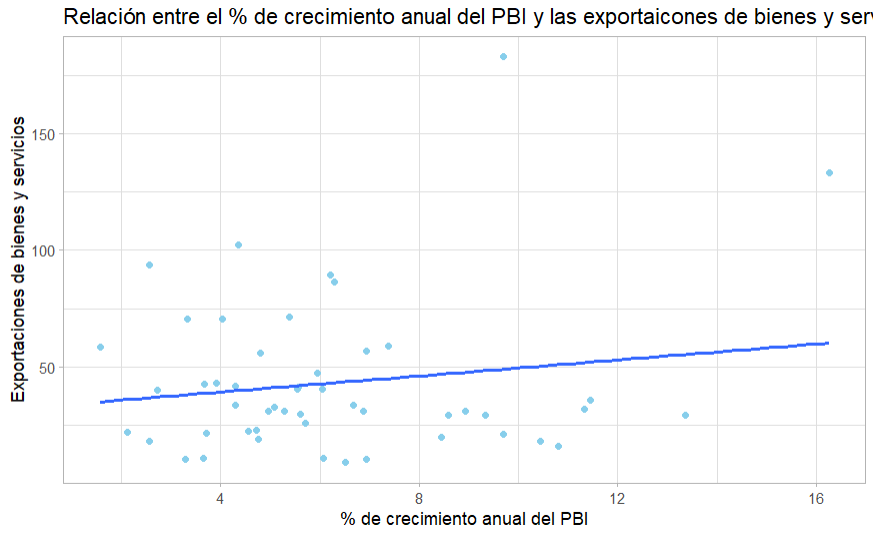 Relación entre el % de crecimiento anual del PBI y las exportaicones de bienes y ser
Exportaciones de bienes y servicios
150
100
50
4
8
12
16
% de crecimiento anual del PBI